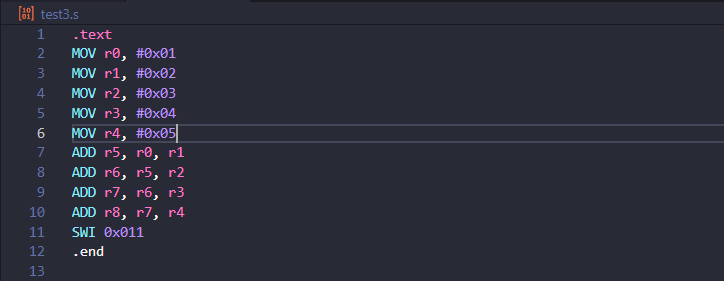 10
01
test3.s
1 .text
2 MOV r0, #0x01
3 MOV r1, #0x02
4 MOV r2, #0x03
5 MOV r3, #0x04
6 MOV r4, #0x05
7 ADD r5, r0, r1
8 ADD r6, r5, r2
9 ADD r7, r6, r3
10 ADD r8, r7, r4
11 SWI 0x011
12 .end
13